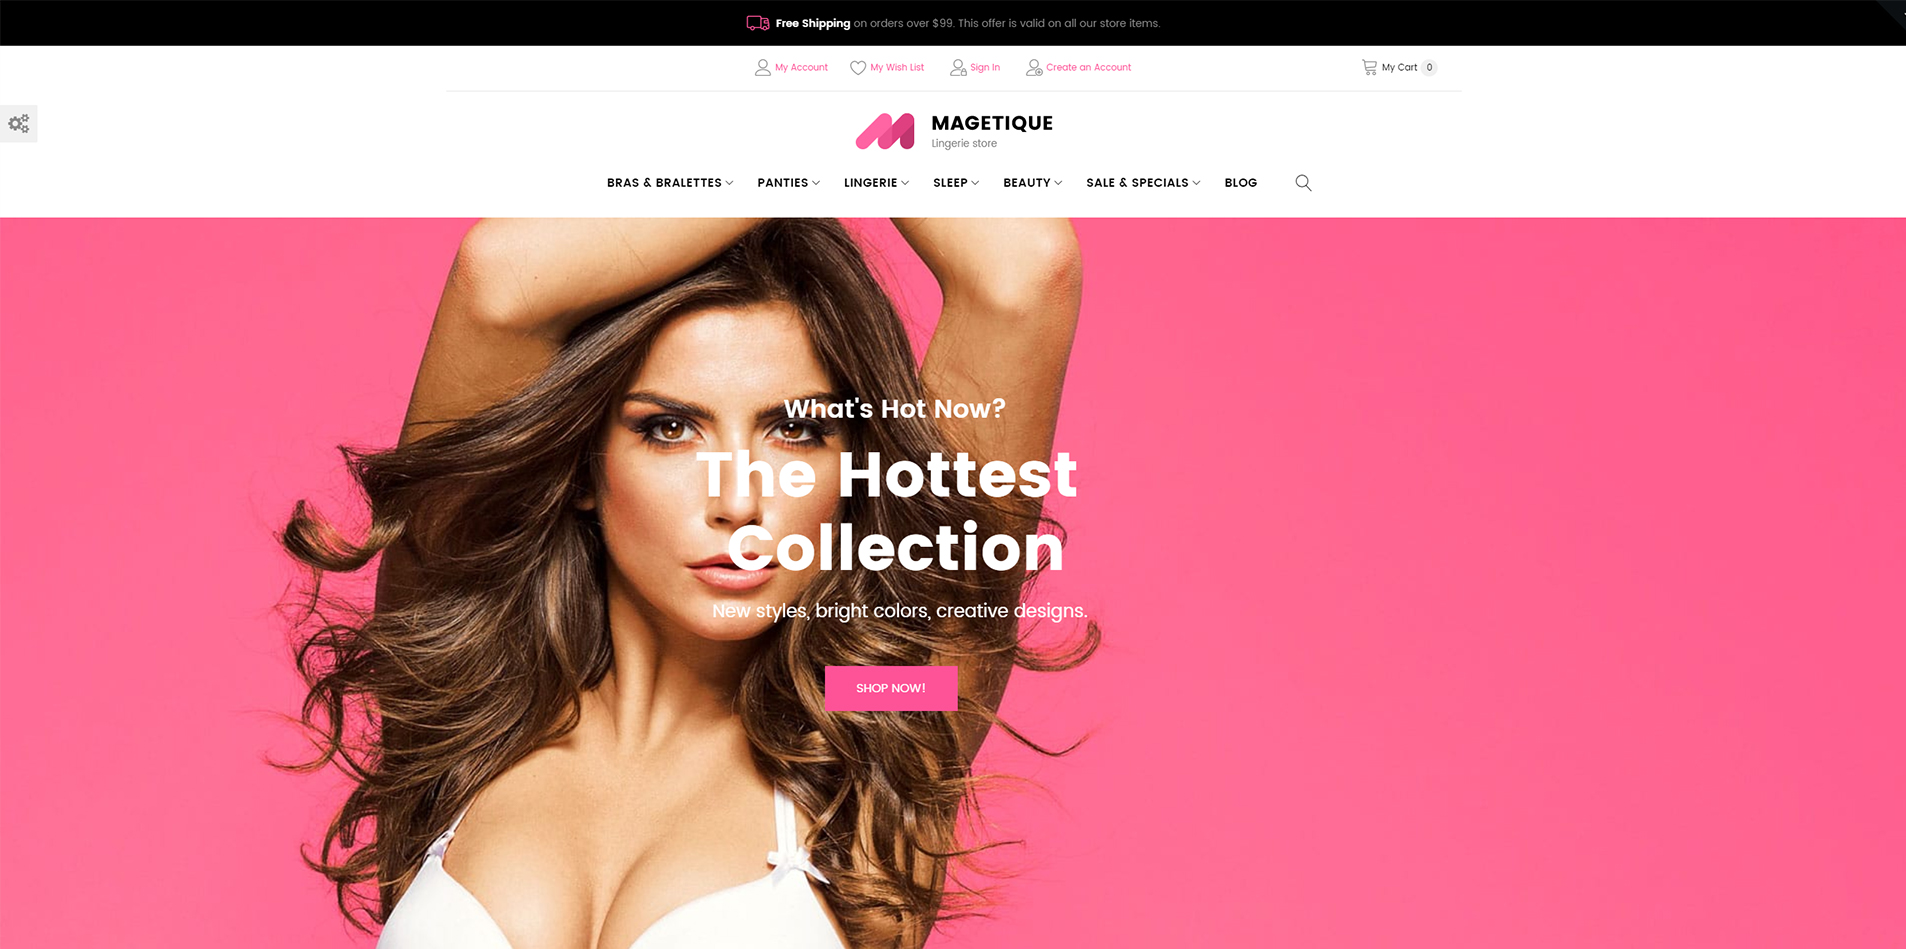 Free Shipping on orders over $99. This offer is valid on all our store items.
My Account My Wish List Sign In Create an Account My Cart 0
MAGETIQUE
Lingerie store
BRAS & BRALETTES PANTIES LINGERIE SLEEP BEAUTY SALE & SPECIALS BLOG
What's Hot Now?
The Hottest
Collection
New styles, bright colors, creative designs.
SHOP NOW!